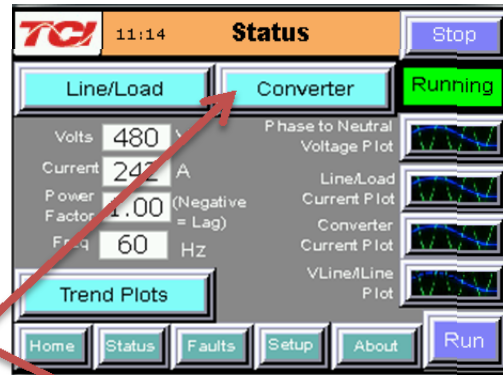 TCI 11:14 Status Stop
Line/Load Converter Running
Volts 480 V
Current 242 A
Power Factor 1.00 (Negative = Lag)
Freq 60 Hz
Phase to Neutral Voltage Plot
Line/Load Current Plot
Converter Current Plot
VLine/ILine Plot
Trend Plots
Home Status Faults Setup About Run